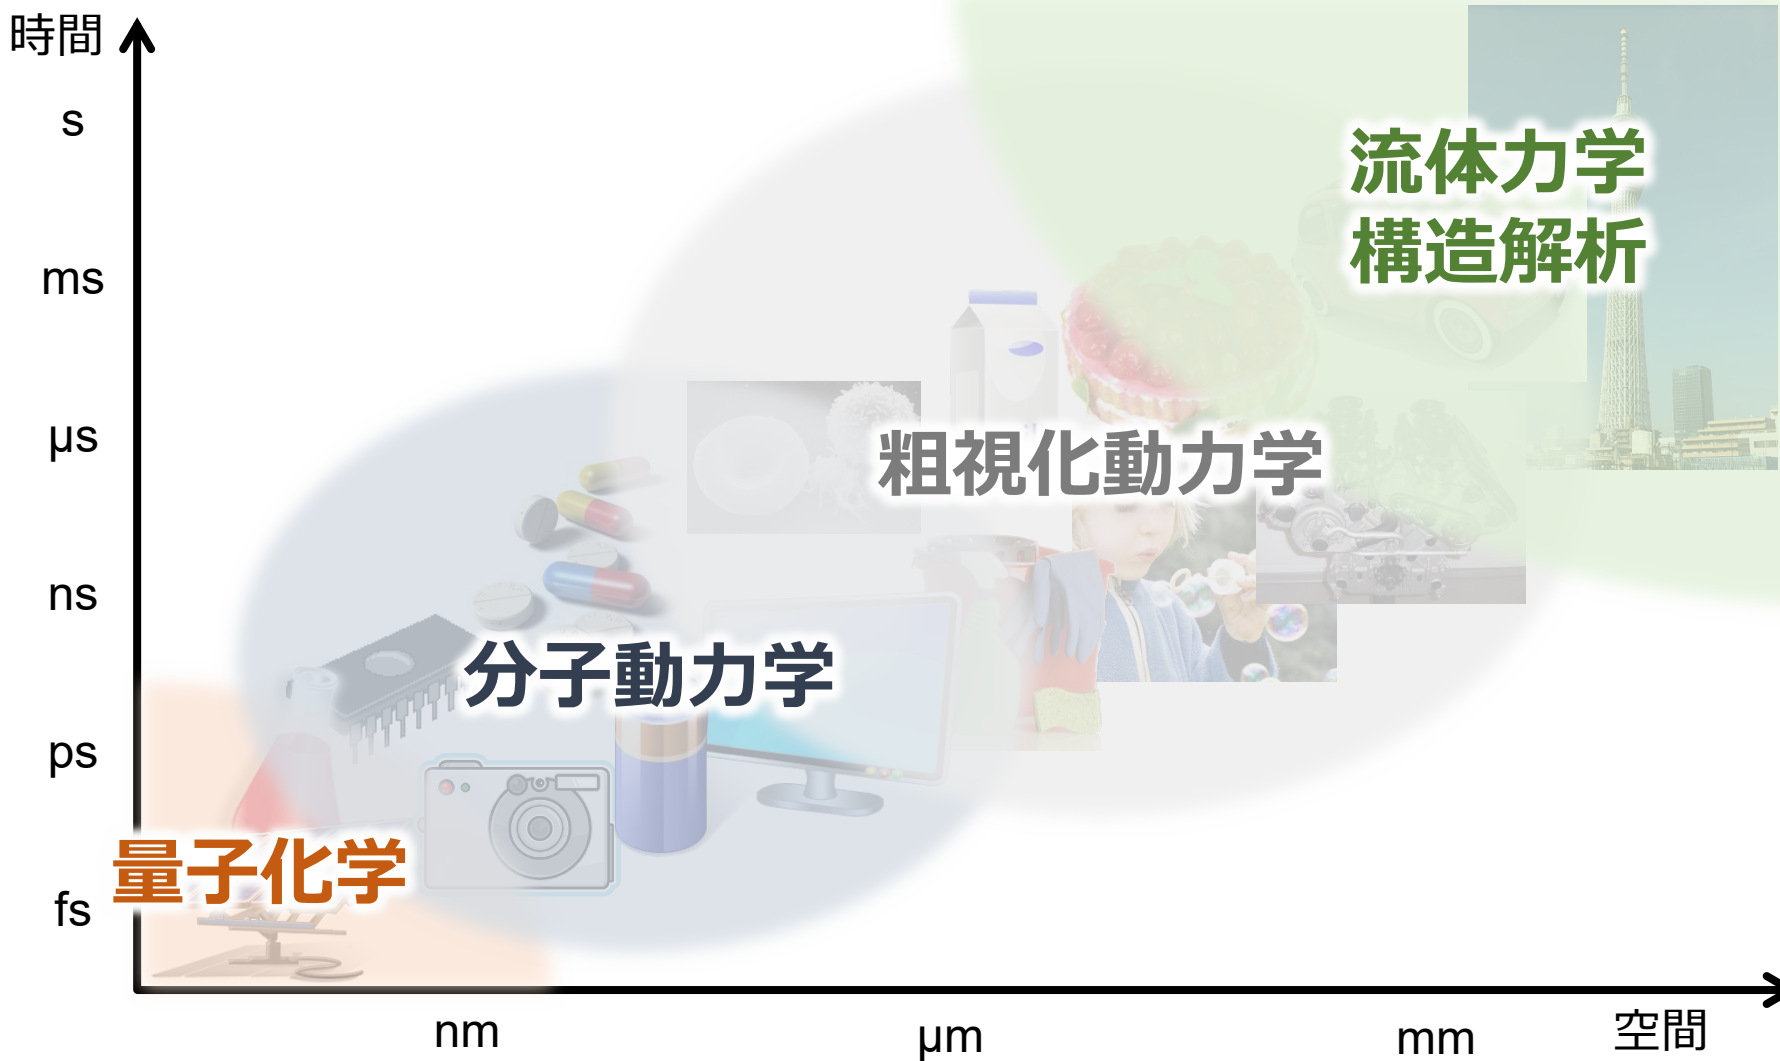 時間
s
ms
μs
ns
ps
fs
流体力学
構造解析
粗視化動力学
分子動力学
量子化学
nm
μm
mm
空間